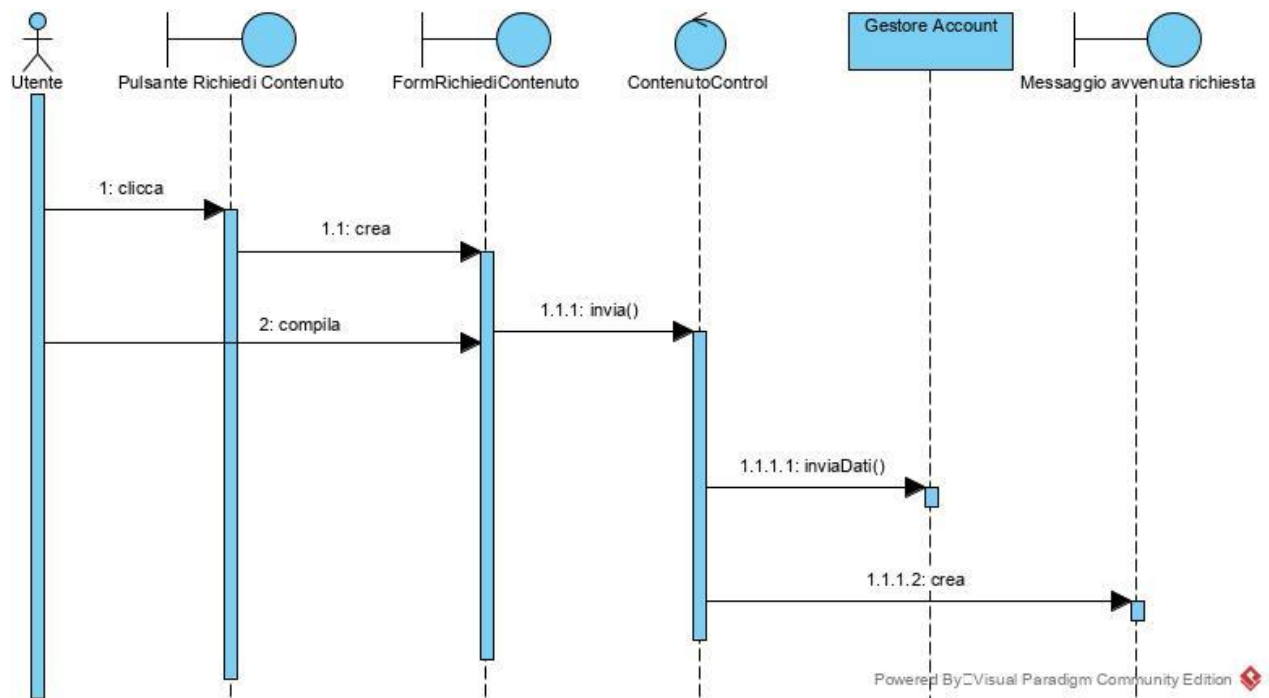 Gestore Account
Utente
Pulsante Richiedi Contenuto
FormRichiediContenuto
ContenutoControl
Messaggio avvenuta richiesta
1: clicca
1.1: crea
1.1.1: invia()
2: compila
1.1.1.1: inviaDati()
1.1.1.2: crea
Powered By□Visual Paradigm Community Edition